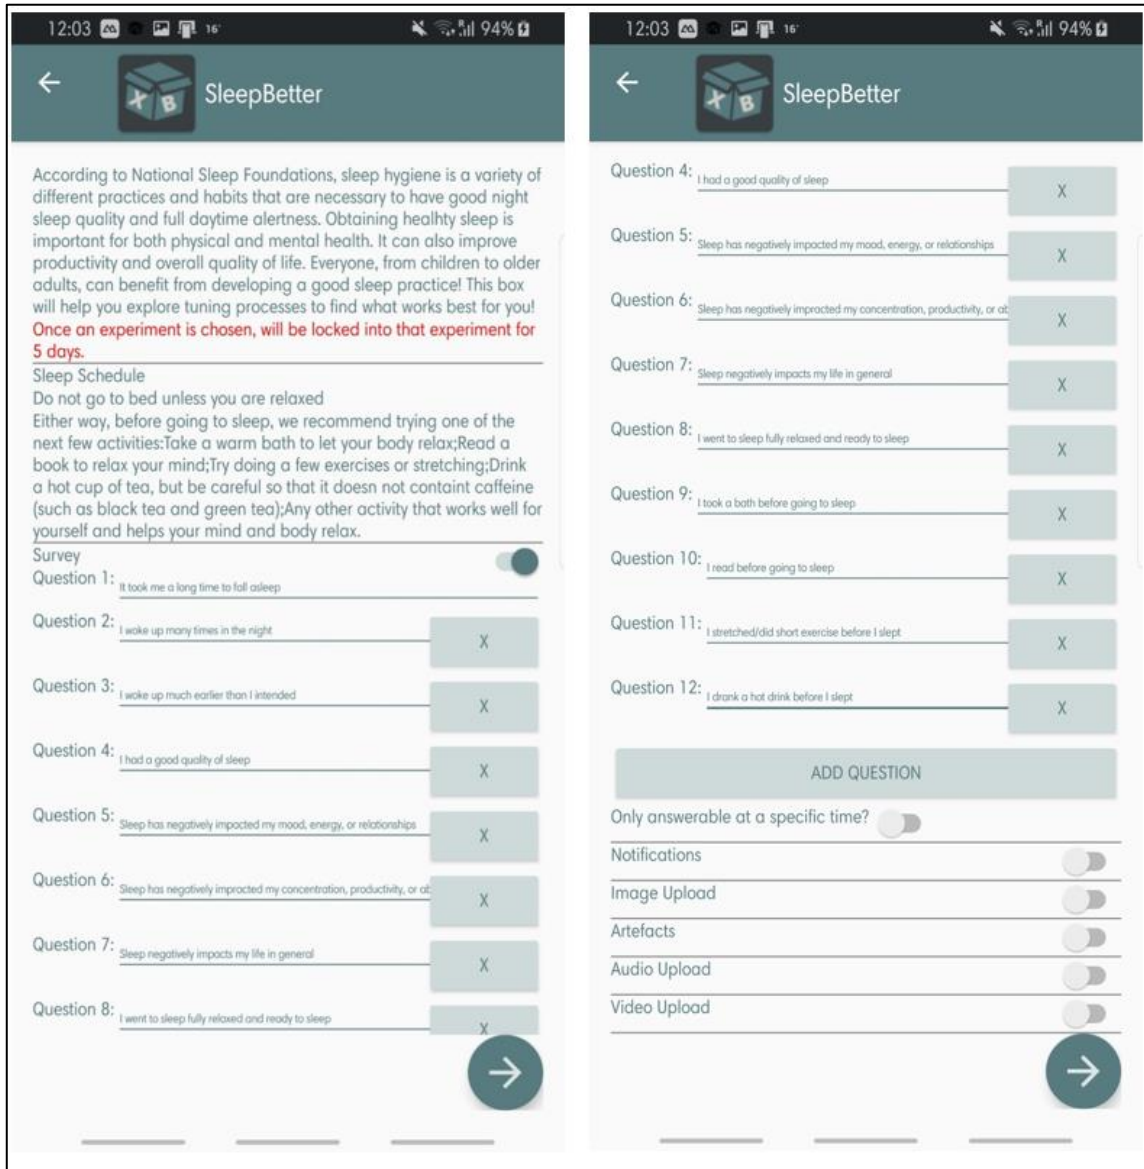 12:03 16° 94%
X B SleepBetter
According to National Sleep Foundations, sleep hygiene is a variety of
different practices and habits that are necessary to have good night
sleep quality and full daytime alertness. Obtaining healhty sleep is
important for both physical and mental health. It can also improve
productivity and overall quality of life. Everyone, from children to older
adults, can benefit from developing a good sleep practice! This box
will help you explore tuning processes to find what works best for you!
Once an experiment is chosen, will be locked into that experiment for
5 days.
Sleep Schedule
Do not go to bed unless you are relaxed
Either way, before going to sleep, we recommend trying one of the
next few activities:Take a warm bath to let your body relax;Read a
book to relax your mind;Try doing a few exercises or stretching;Drink
a hot cup of tea, but be careful so that it doesn not containt caffeine
(such as black tea and green tea);Any other activity that works well for
yourself and helps your mind and body relax.
Survey
Question 1: It took me a long time to fall asleep
Question 2: I woke up many times in the night X
Question 3: I woke up much earlier than I intended X
Question 4: I had a good quality of sleep X
Question 5: Sleep has negatively impacted my mood, energy, or relationships X
Question 6: Sleep has negatively improcted my concentration, productivity, or ab X
Question 7: Sleep negatively impacts my life in general X
Question 8: I went to sleep fully relaxed and ready to sleep X
12:03 16° R 94%
X B SleepBetter
Question 4: I had a good quality of sleep X
Question 5: Sleep has negatively impacted my mood, energy, or relationships X
Question 6: Sleep has negatively improcted my concentration, productivity, or ab X
Question 7: Sleep negatively impacts my life in general X
Question 8: I went to sleep fully relaxed and ready to sleep X
Question 9: I took a bath before going to sleep X
Question 10: I read before going to sleep X
Question 11: I stretched/did short exercise before I slept X
Question 12: I drank a hot drink before I slept X
ADD QUESTION
Only answerable at a specific time?
Notifications
Image Upload
Artefacts
Audio Upload
Video Upload